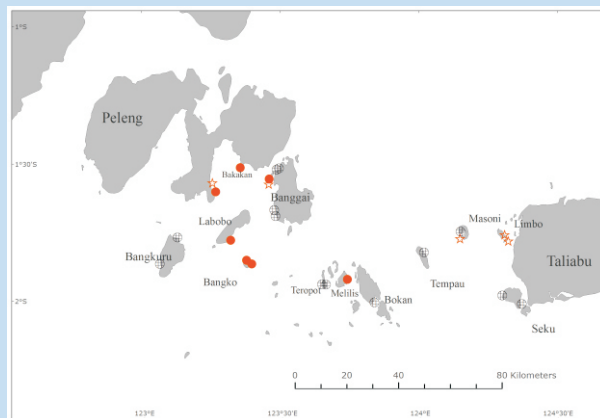 1°S
Peleng
1°30'S
Bakakan
Banggai
Labobo
Masoni
Limbo
Bangkuru
Taliabu
Bangko
Teropot
Melilis
Tempau
2°S
Bokan
Seku
0 20 40 80 Kilometers
123°E 123°30'E 124°E 124°30'E